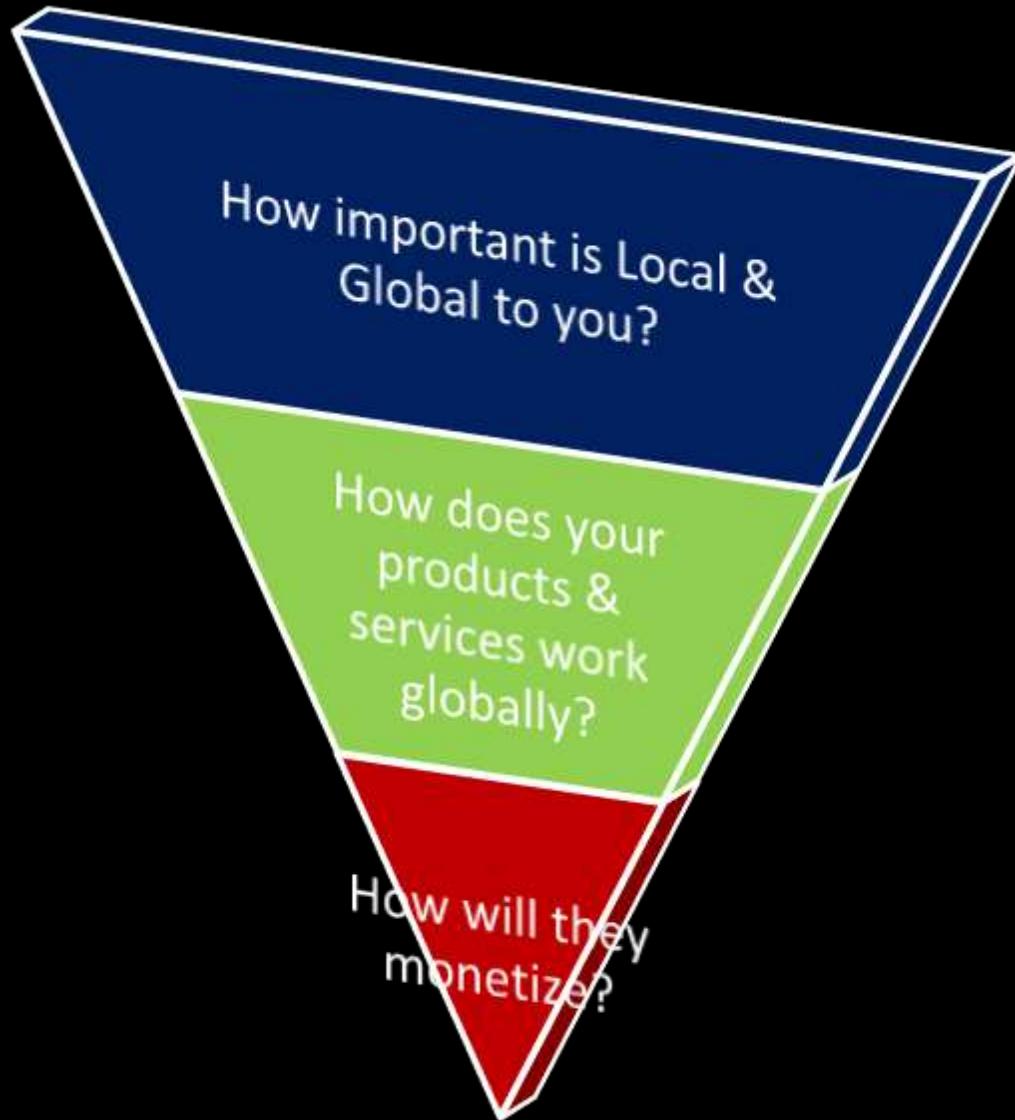 How important is Local &
Global to you?
How does your
products &
services work
globally?
How will they
monetize?